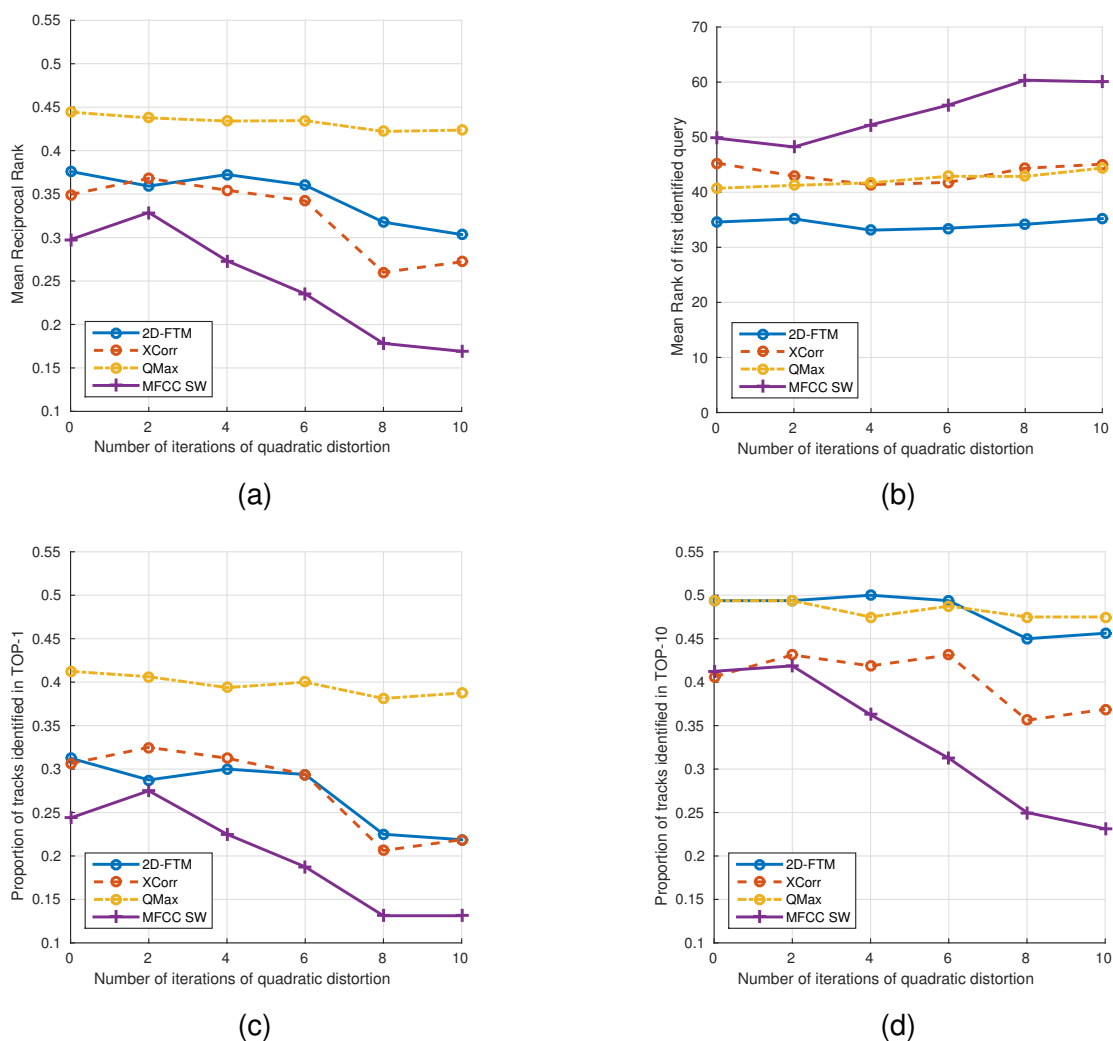 0.55
0.5
0.45
0.4
0.35
0.3
0.25
0.2
0.15
0.1
Mean Reciprocal Rank
2D-FTM
XCorr
QMax
MFCC SW
0 2 4 6 8 10
Number of iterations of quadratic distortion
(a)
70
60
50
40
30
20
10
0
Mean Rank of first identified query
2D-FTM
XCorr
QMax
MFCC SW
0 2 4 6 8 10
Number of iterations of quadratic distortion
(b)
0.55
0.5
0.45
0.4
0.35
0.3
0.25
0.2
0.15
0.1
Proportion of tracks identified in TOP-1
2D-FTM
XCorr
QMax
MFCC SW
0 2 4 6 8 10
Number of iterations of quadratic distortion
(c)
0.55
0.5
0.45
0.4
0.35
0.3
0.25
0.2
0.15
0.1
Proportion of tracks identified in TOP-10
2D-FTM
XCorr
QMax
MFCC SW
0 2 4 6 8 10
Number of iterations of quadratic distortion
(d)